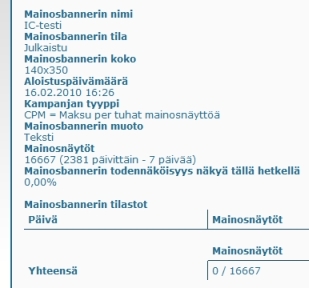 Mainosbannerin nimi
IC-testi
Mainosbannerin tila
Julkaistu
Mainosbannerin koko
140x350
Aloistuspäivämäärä
16.02.2010 16:26
Kampanjan tyyppi
CPM = Maksu per tuhat mainosnäyttöä
Mainosbannerin muoto
Teksti
Mainosnäytöt
16667 (2381 päivittäin - 7 päivää)
Mainosbannerin todennäköisyys näkyä tällä hetkellä
0,00%
Mainosbannerin tilastot
Päivä Mainosnäytöt
Mainosnäytöt
Yhteensä 0 / 16667